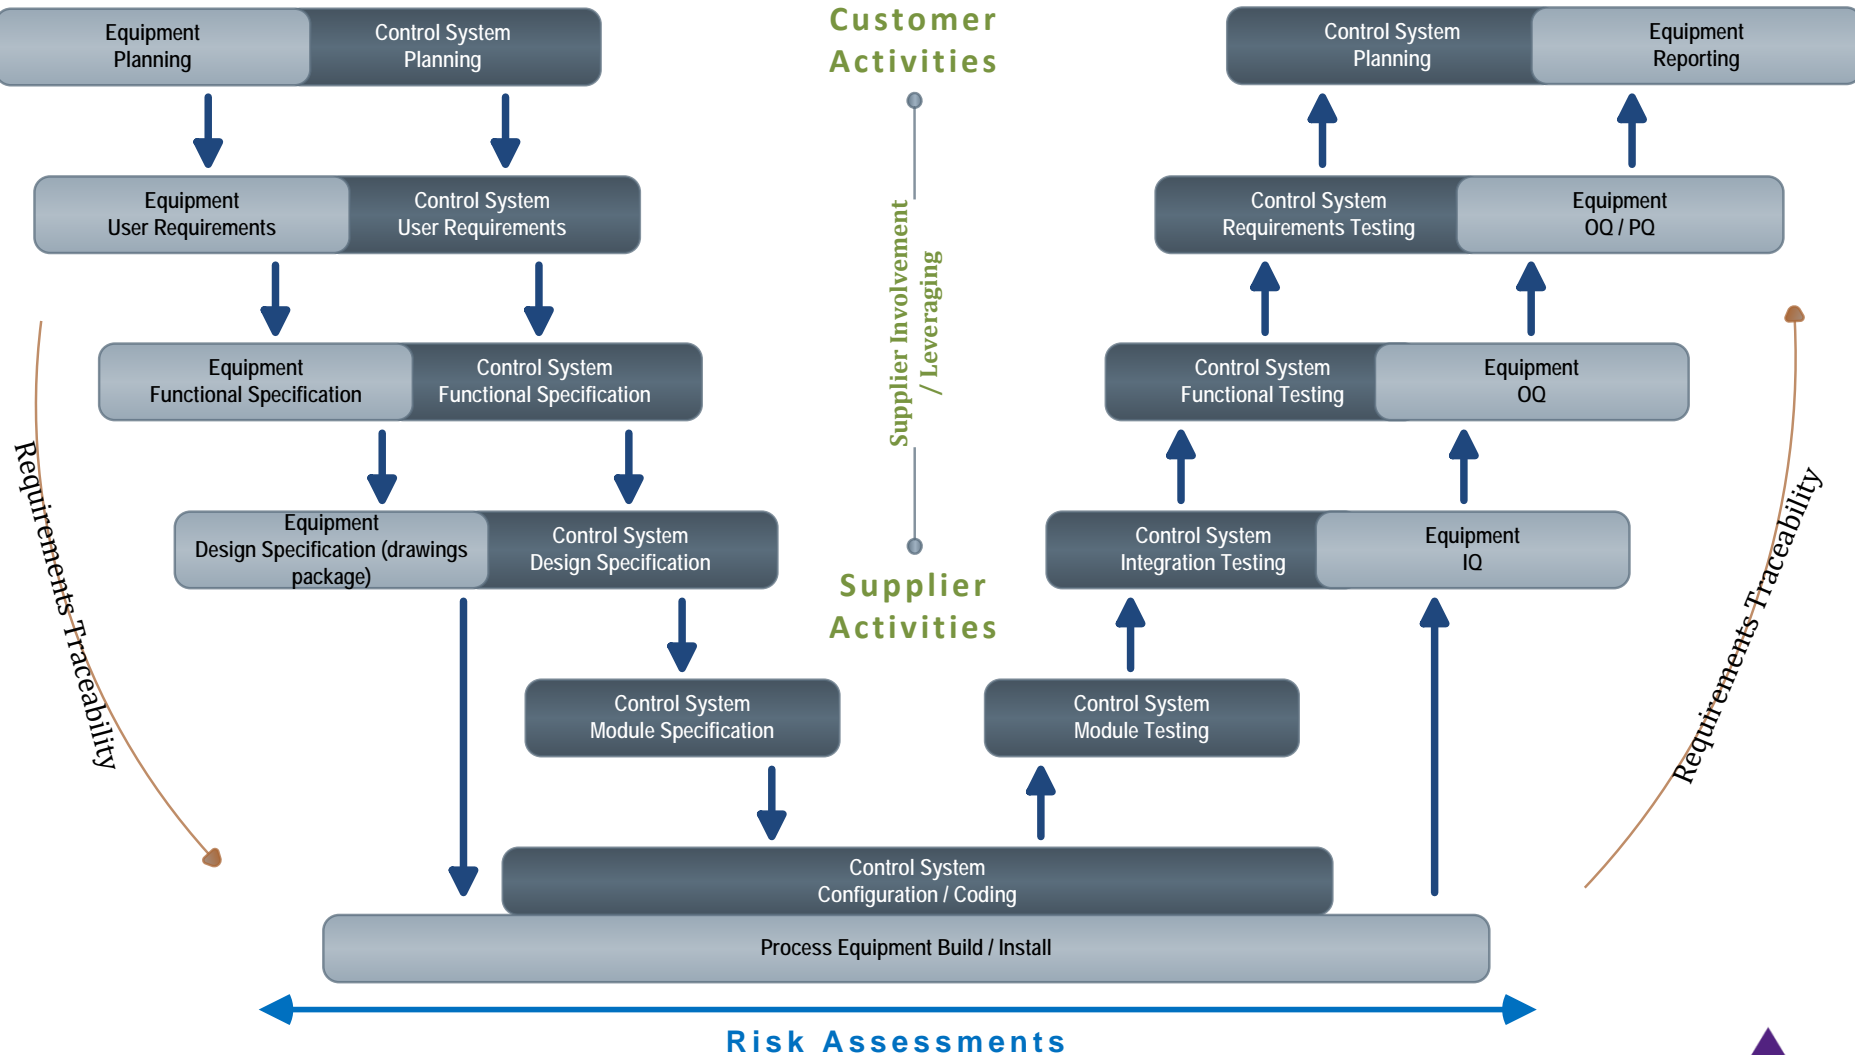 Equipment
Planning
Control System
Planning
Customer
Activities
Control System
Planning
Equipment
Reporting
Equipment
User Requirements
Control System
User Requirements
Control System
Requirements Testing
Equipment
OQ / PQ
Supplier Involvement
/ Leveraging
Equipment
Functional Specification
Control System
Functional Specification
Control System
Functional Testing
Equipment
OQ
Requirements Traceability
Requirements Traceability
Equipment
Design Specification (drawings
package)
Control System
Design Specification
Control System
Integration Testing
Equipment
IQ
Supplier
Activities
Control System
Module Specification
Control System
Module Testing
Control System
Configuration / Coding
Process Equipment Build / Install
Risk Assessments